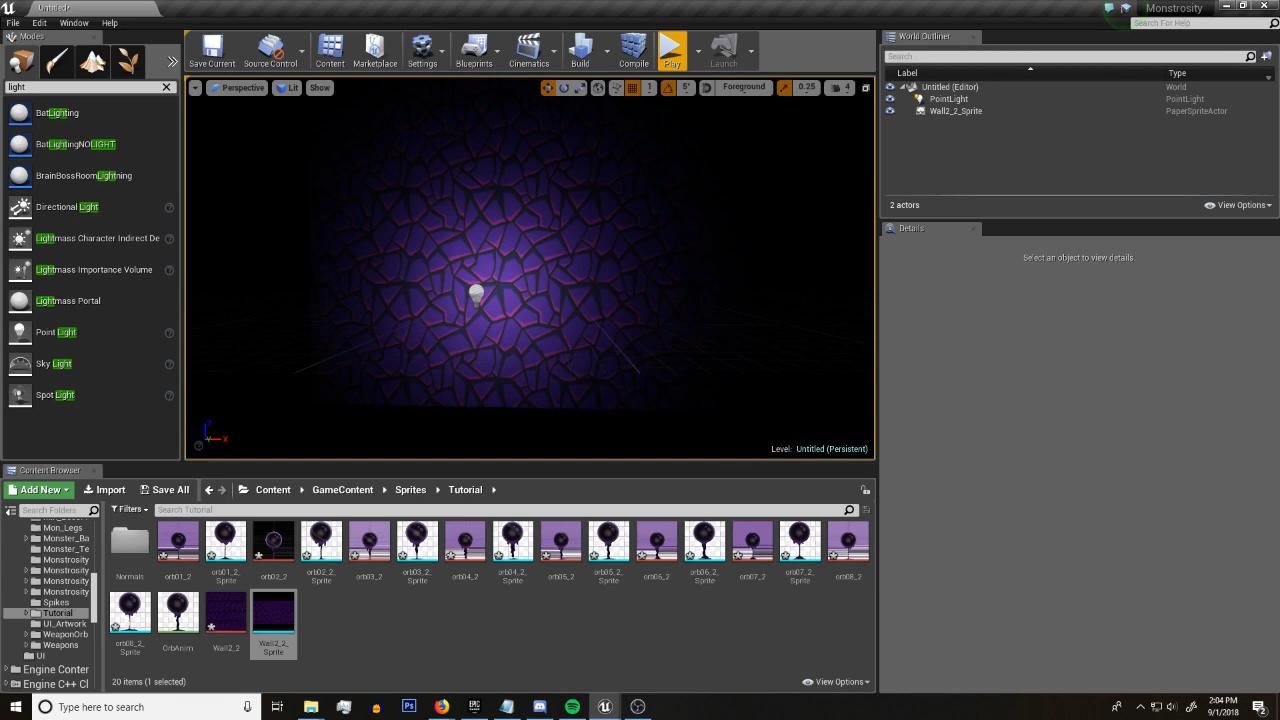 Untitled*
Monstrosity
File Edit Window Help
Search For Help
Modes
light
BatLighting
BatLightingNOLIGHT
BrainBossRoomLightning
Directional Light
Lightmass Character Indirect De
Lightmass Importance Volume
Lightmass Portal
Point Light
Sky Light
Spot Light
Save Current Source Control Content Marketplace Settings Blueprints Cinematics Build Compile Play Launch
Perspective Lit Show 1 5° Foreground 0.25 4
Z
Y X
Level: Untitled (Persistent)
World Outliner
Search
Label Type
Untitled (Editor) World
PointLight PointLight
Wall2_2_Sprite PaperSpriteActor
2 actors View Options
Details
Select an object to view details.
Content Browser
Add New Import Save All Content GameContent Sprites Tutorial
Search Folders
Filters Search Tutorial
Mon_Legs
Monster_Ba
Monster_Te
Monstrosity
Monstrosity
Monstrosity
Monstrosity
Spikes
Tutorial
UI_Artwork
WeaponOrb
Weapons
UI
Engine Conter
Engine C++ Cl
Normals orb01_2 orb01_2_Sprite orb02_2 orb02_2_Sprite orb03_2 orb03_2_Sprite orb04_2 orb04_2_Sprite orb05_2 orb05_2_Sprite orb06_2 orb06_2_Sprite orb07_2 orb07_2_Sprite orb08_2
orb08_2_Sprite OrbAnim Wall2_2 Wall2_2_Sprite
20 items (1 selected) View Options
Type here to search
Ps
EPIC
2:04 PM
9/1/2018
2